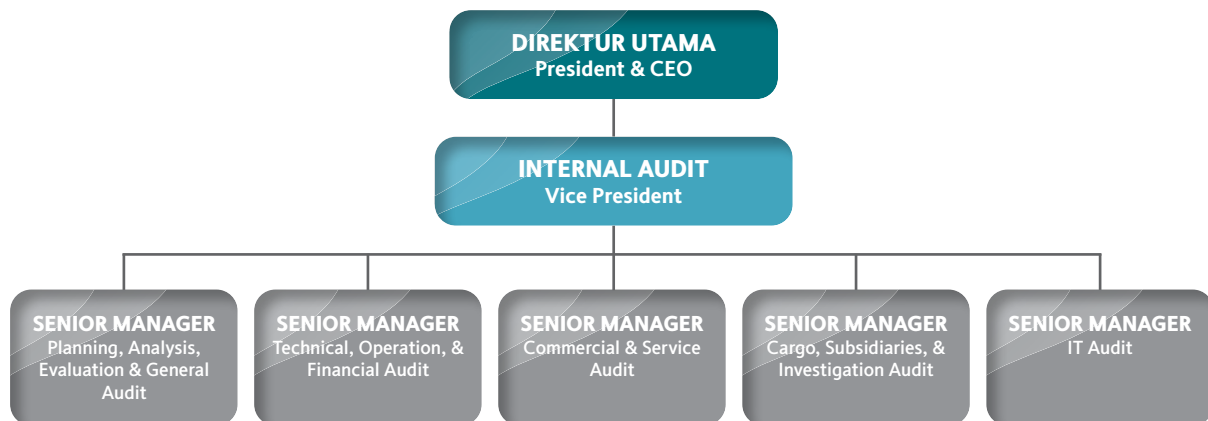 DIREKTUR UTAMA
President & CEO
INTERNAL AUDIT
Vice President
SENIOR MANAGER
Planning, Analysis,
Evaluation & General
Audit
SENIOR MANAGER
Technical, Operation, &
Financial Audit
SENIOR MANAGER
Commercial & Service
Audit
SENIOR MANAGER
Cargo, Subsidiaries, &
Investigation Audit
SENIOR MANAGER
IT Audit